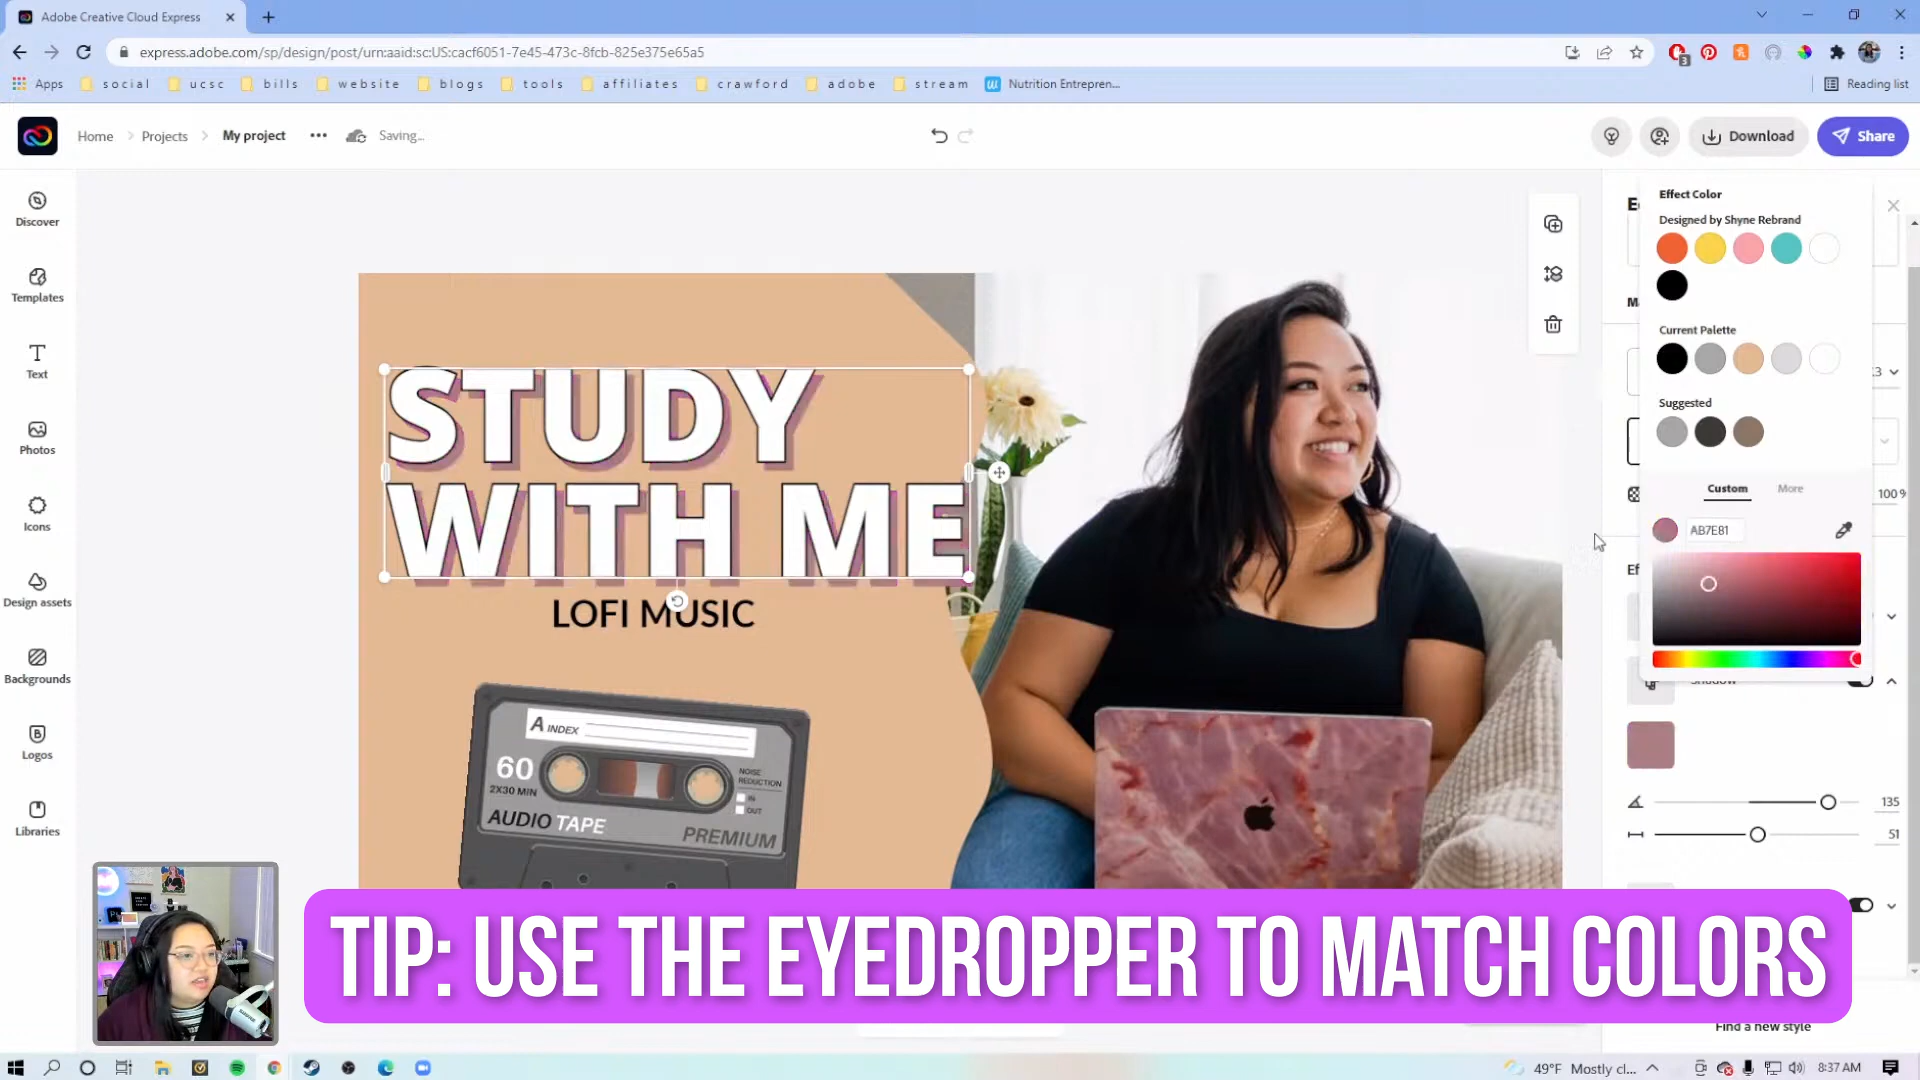 Adobe Creative Cloud Express
express.adobe.com/sp/design/post/urn:aaid:sc:US:cacf6051-7e45-473c-8fcb-825e375e65a5
3
Apps
social
ucsc
bills
website
blogs
tools
affiliates
crawford
adobe
stream
Nutrition Entrepren...
Reading list
Home
Projects
My project
Saving...
Download
Share
Discover
Templates
Text
Photos
Icons
Design assets
Backgrounds
Logos
Libraries
STUDY
WITH ME
LOFI MUSIC
A INDEX
60
2X30 MIN
NOISE
REDUCTION
IN
OUT
AUDIO TAPE
PREMIUM
Effect Color
Designed by Shyne Rebrand
Current Palette
Suggested
Custom
More
AB7E81
100 %
Shadow
135
51
TIP: USE THE EYEDROPPER TO MATCH COLORS
Find a new style
49°F Mostly cl...
8:37 AM